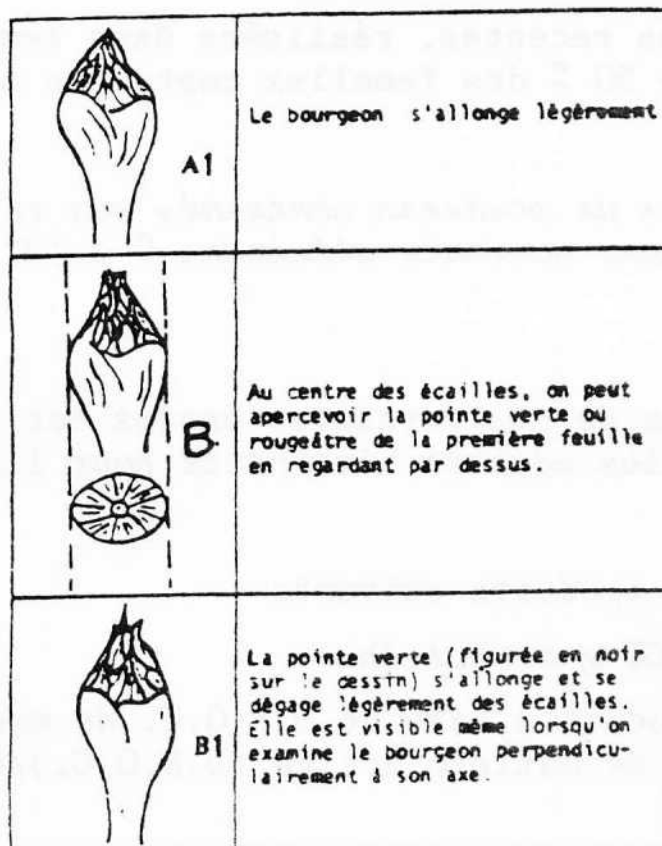 A1
Le bourgeon s'allonge légèrement
B
Au centre des écailles, on peut
apercevoir la pointe verte ou
rougeâtre de la première feuille
en regardant par dessus.
B1
La pointe verte (figurée en noir
sur le dessin) s'allonge et se
dégage légèrement des écailles.
Elle est visible même lorsqu'on
examine le bourgeon perpendicu-
lairement à son axe.